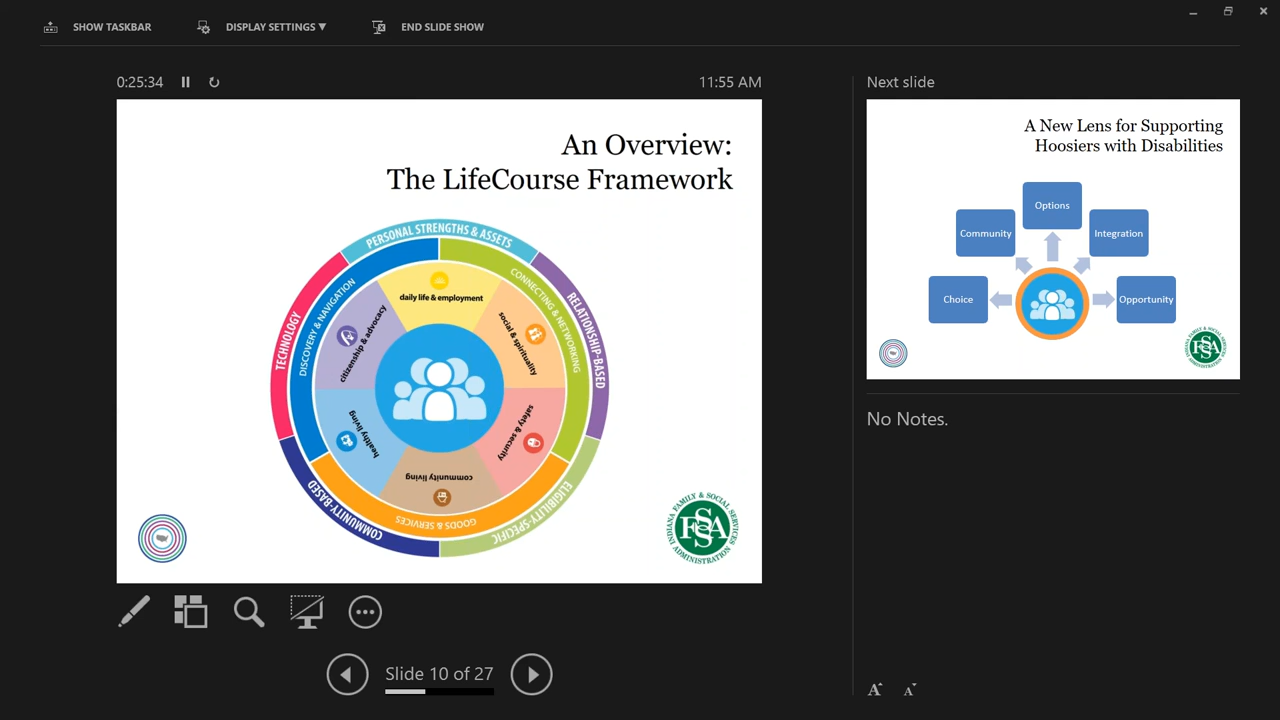 SHOW TASKBAR
DISPLAY SETTINGS ▼
END SLIDE SHOW
0:25:34
11:55 AM
An Overview:
The LifeCourse Framework
PERSONAL STRENGTHS & ASSETS
TECHNOLOGY
RELATIONSHIP-BASED
COMMUNITY-BASED
ELIGIBILITY-SPECIFIC
DISCOVERY & NAVIGATION
CONNECTING & NETWORKING
GOODS & SERVICES
daily life & employment
social & spirituality
safety & security
community living
healthy living
citizenship & advocacy
INDIANA FAMILY & SOCIAL SERVICES
ADMINISTRATION
FSSA
Slide 10 of 27
Next slide
A New Lens for Supporting
Hoosiers with Disabilities
Options
Community
Integration
Choice
Opportunity
FSSA
No Notes.
A
A